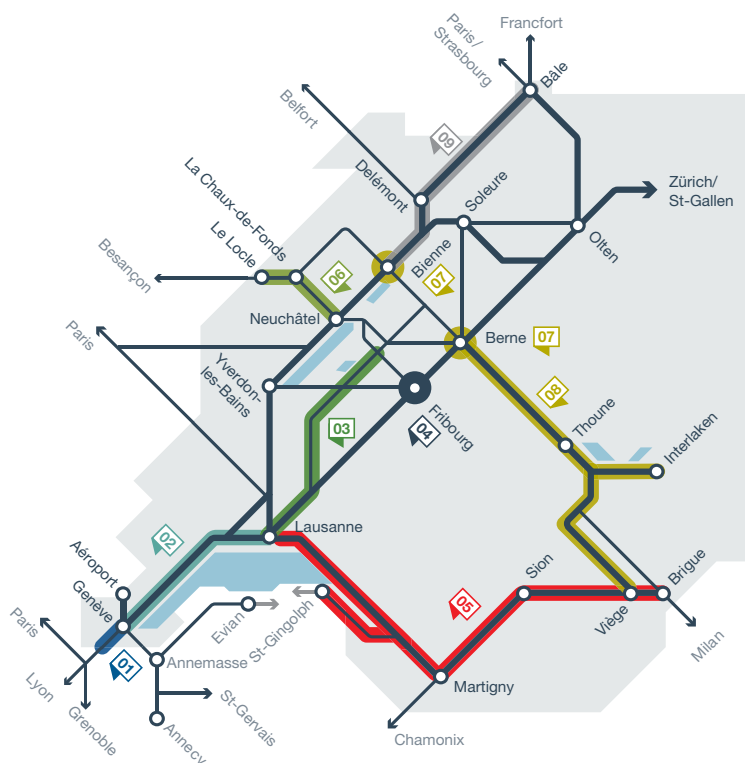 Francfort
Paris/
Strasbourg
Bâle
Belfort
09
Delémont
Soleure
Zürich/
St-Gallen
La Chaux-de-Fonds
Le Locle
Besançon
06
Bienne
07
Olten
Neuchâtel
Berne
07
Paris
Yverdon-
les-Bains
08
03
Fribourg
04
Thoune
Interlaken
Lausanne
02
Aéroport
Genève
Sion
Brigue
05
Viège
Evian
St-Gingolph
Paris
01
Annemasse
Milan
Lyon
Grenoble
St-Gervais
Annecy
Martigny
Chamonix